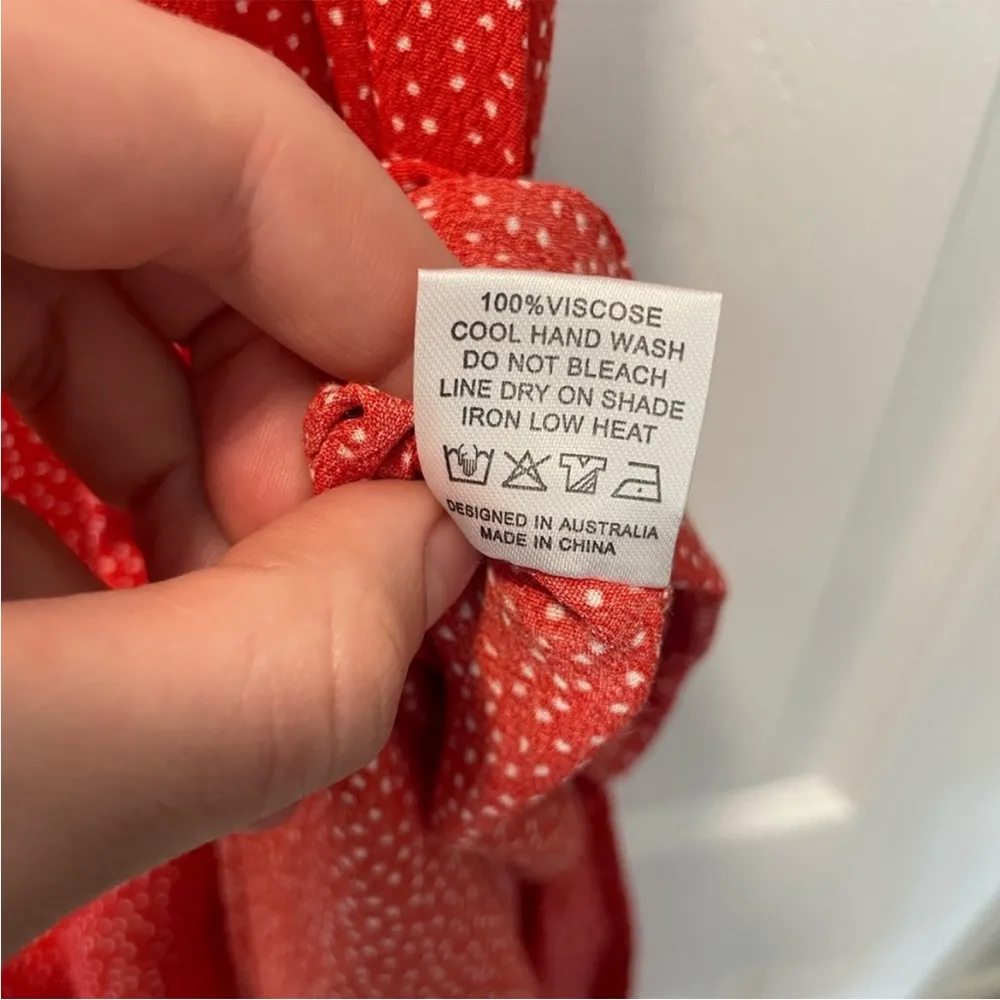 100%VISCOSE
COOL HAND WASH
DO NOT BLEACH
LINE DRY ON SHADE
IRON LOW HEAT
DESIGNED IN AUSTRALIA
MADE IN CHINA